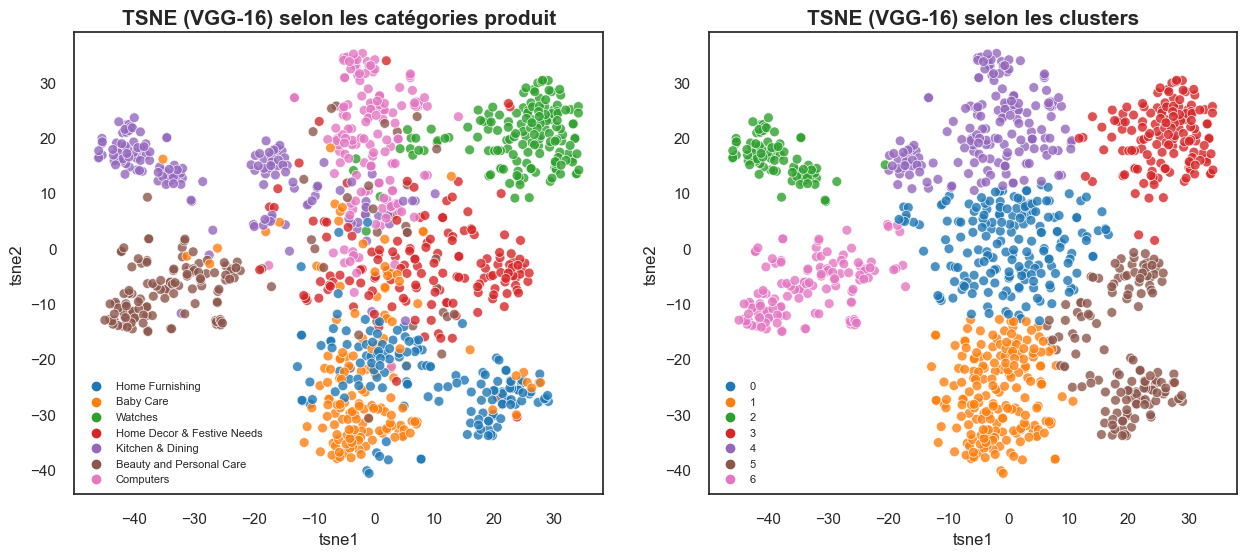 TSNE (VGG-16) selon les catégories produit
30
20
10
0
−10
−20
−30
−40
tsne2
Home Furnishing
Baby Care
Watches
Home Decor & Festive Needs
Kitchen & Dining
Beauty and Personal Care
Computers
−40 −30 −20 −10 0 10 20 30
tsne1
TSNE (VGG-16) selon les clusters
30
20
10
0
−10
−20
−30
−40
tsne2
0
1
2
3
4
5
6
−40 −30 −20 −10 0 10 20 30
tsne1